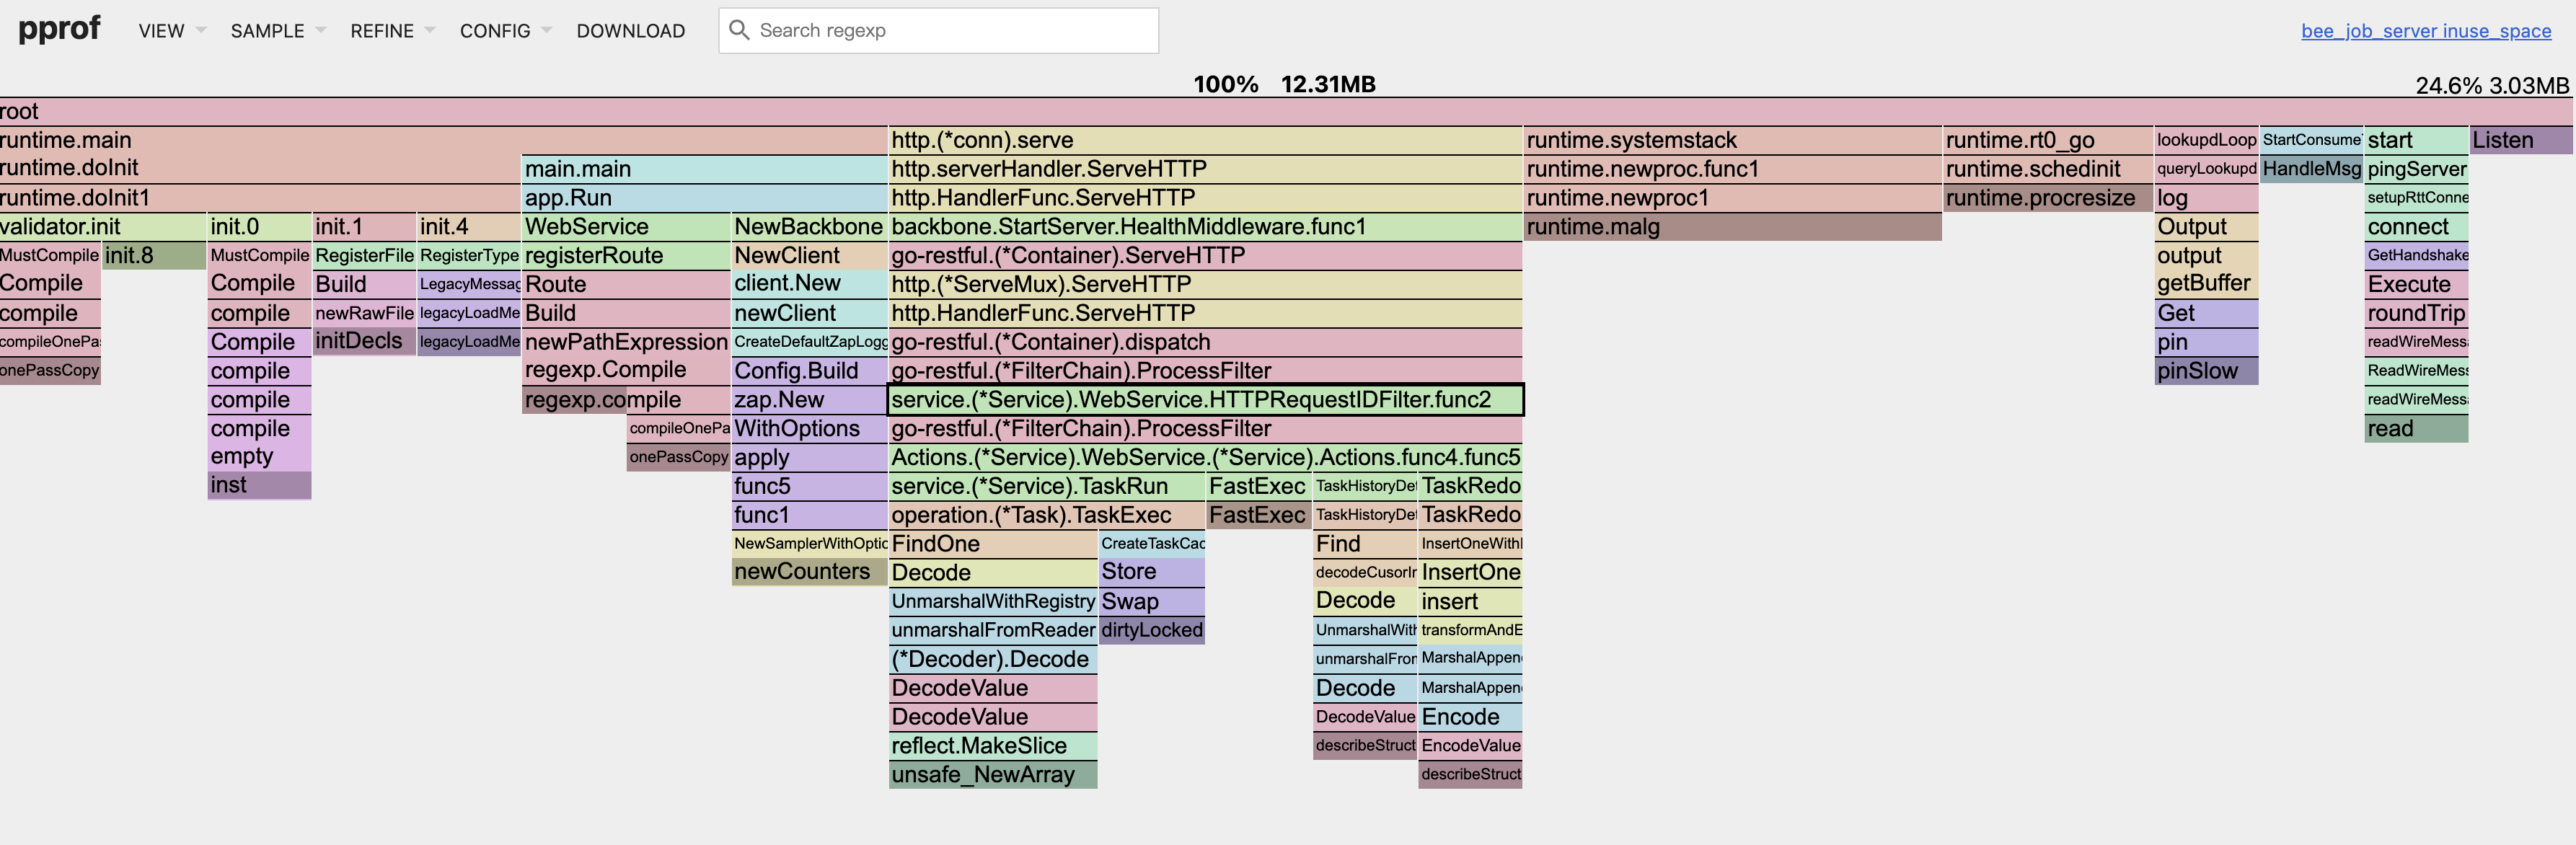 pprof VIEW SAMPLE REFINE CONFIG DOWNLOAD Search regexp bee_job_server inuse_space
100% 12.31MB 24.6% 3.03MB
root
runtime.main http.(*conn).serve runtime.systemstack runtime.rt0_go lookupdLoop StartConsume start Listen
runtime.doInit main.main http.serverHandler.ServeHTTP runtime.newproc.func1 runtime.schedinit queryLookupd HandleMsg pingServer
runtime.doInit1 app.Run http.HandlerFunc.ServeHTTP runtime.newproc1 runtime.procresize log setupRttConne
validator.init init.0 init.1 init.4 WebService NewBackbone backbone.StartServer.HealthMiddleware.func1 runtime.malg Output connect
MustCompile init.8 MustCompile RegisterFile RegisterType registerRoute NewClient go-restful.(*Container).ServeHTTP output GetHandshake
Compile Compile Build LegacyMessag Route client.New http.(*ServeMux).ServeHTTP getBuffer Execute
compile compile newRawFile legacyLoadMe Build newClient http.HandlerFunc.ServeHTTP Get roundTrip
compileOnePa Compile initDecls legacyLoadMe newPathExpression CreateDefaultZapLogg go-restful.(*Container).dispatch pin readWireMess
onePassCopy compile regexp.Compile Config.Build go-restful.(*FilterChain).ProcessFilter pinSlow ReadWireMes
compile regexp.compile zap.New service.(*Service).WebService.HTTPRequestIDFilter.func2 readWireMess
compile compileOnePa WithOptions go-restful.(*FilterChain).ProcessFilter read
empty onePassCopy apply Actions.(*Service).WebService.(*Service).Actions.func4.func5
inst func5 service.(*Service).TaskRun FastExec TaskHistoryDet TaskRedo
func1 operation.(*Task).TaskExec FastExec TaskHistoryDet TaskRedo
NewSamplerWithOptio FindOne CreateTaskCac Find InsertOneWith
newCounters Decode Store decodeCusorIn InsertOne
UnmarshalWithRegistry Swap Decode insert
unmarshalFromReader dirtyLocked UnmarshalWith transformAndE
(*Decoder).Decode unmarshalFron MarshalAppen
DecodeValue Decode MarshalAppen
DecodeValue DecodeValue Encode
reflect.MakeSlice describeStruct EncodeValue
unsafe_NewArray describeStruct